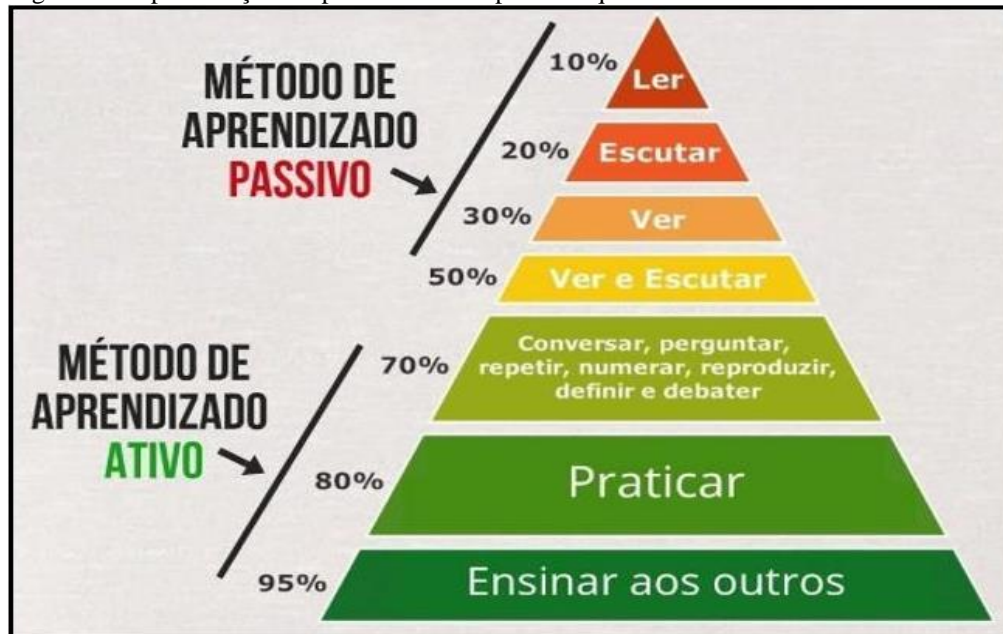 MÉTODO DE
APRENDIZADO
PASSIVO
10%
Ler
20%
Escutar
30%
Ver
50%
Ver e Escutar
MÉTODO DE
APRENDIZADO
ATIVO
70%
Conversar, perguntar,
repetir, numerar, reproduzir,
definir e debater
80%
Praticar
95%
Ensinar aos outros